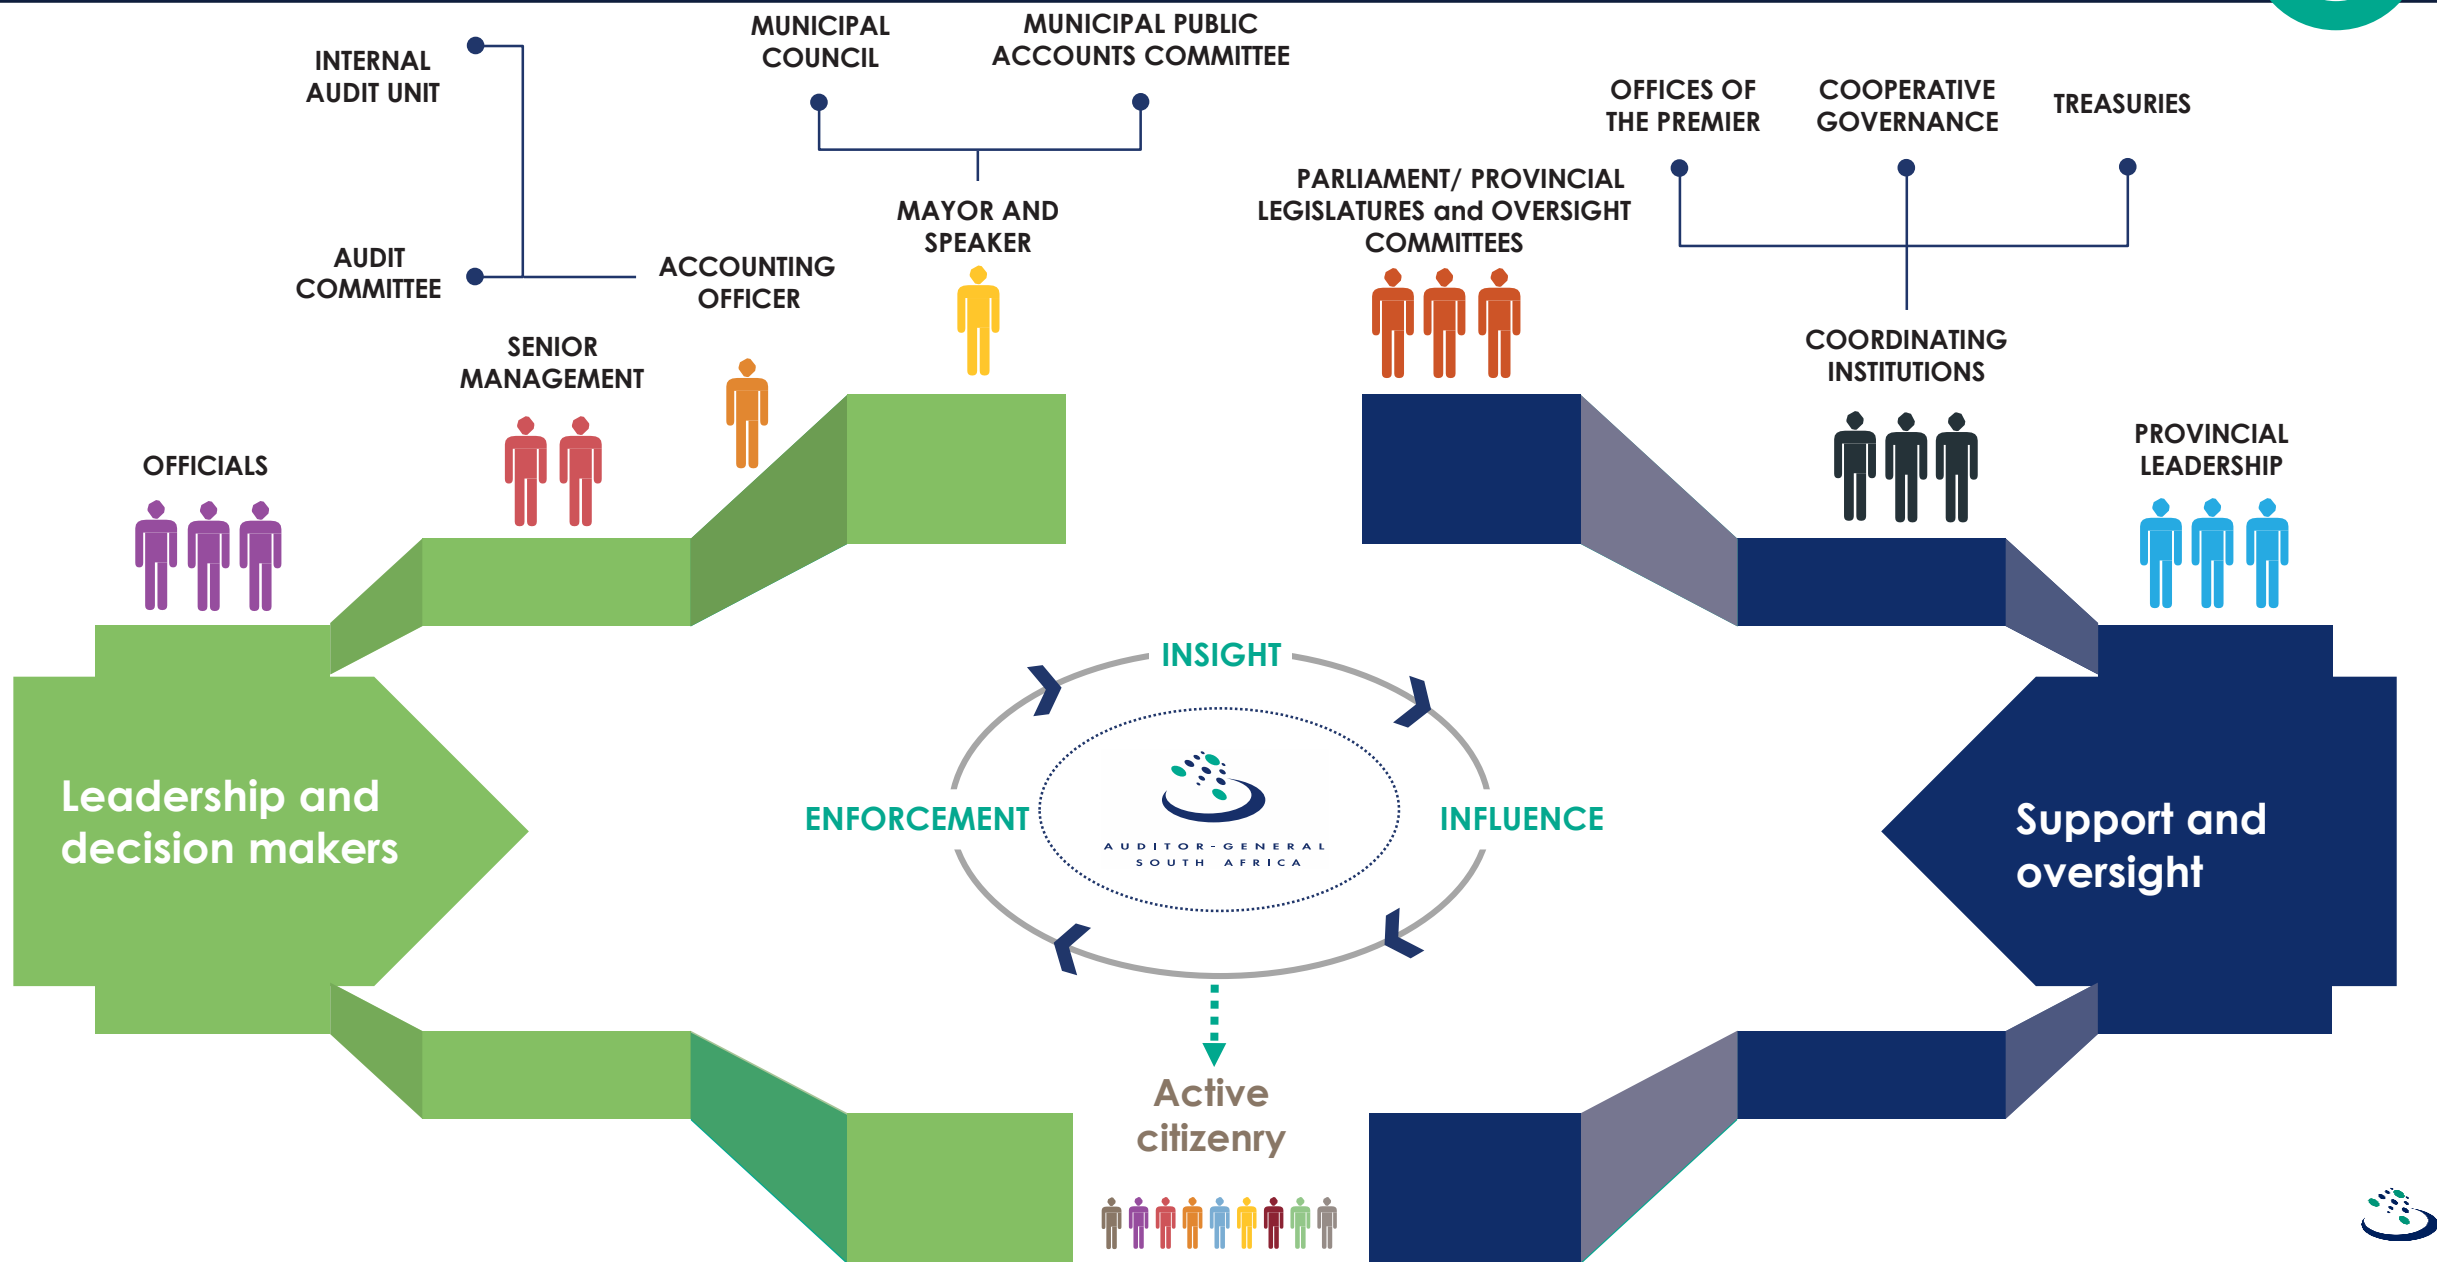 INTERNAL
AUDIT UNIT
MUNICIPAL
COUNCIL
MUNICIPAL PUBLIC
ACCOUNTS COMMITTEE
OFFICES OF
THE PREMIER
COOPERATIVE
GOVERNANCE
TREASURIES
AUDIT
COMMITTEE
ACCOUNTING
OFFICER
MAYOR AND
SPEAKER
PARLIAMENT/ PROVINCIAL
LEGISLATURES and OVERSIGHT
COMMITTEES
SENIOR
MANAGEMENT
COORDINATING
INSTITUTIONS
OFFICIALS
PROVINCIAL
LEADERSHIP
INSIGHT
ENFORCEMENT
INFLUENCE
AUDITOR-GENERAL
SOUTH AFRICA
Leadership and
decision makers
Support and
oversight
Active
citizenry